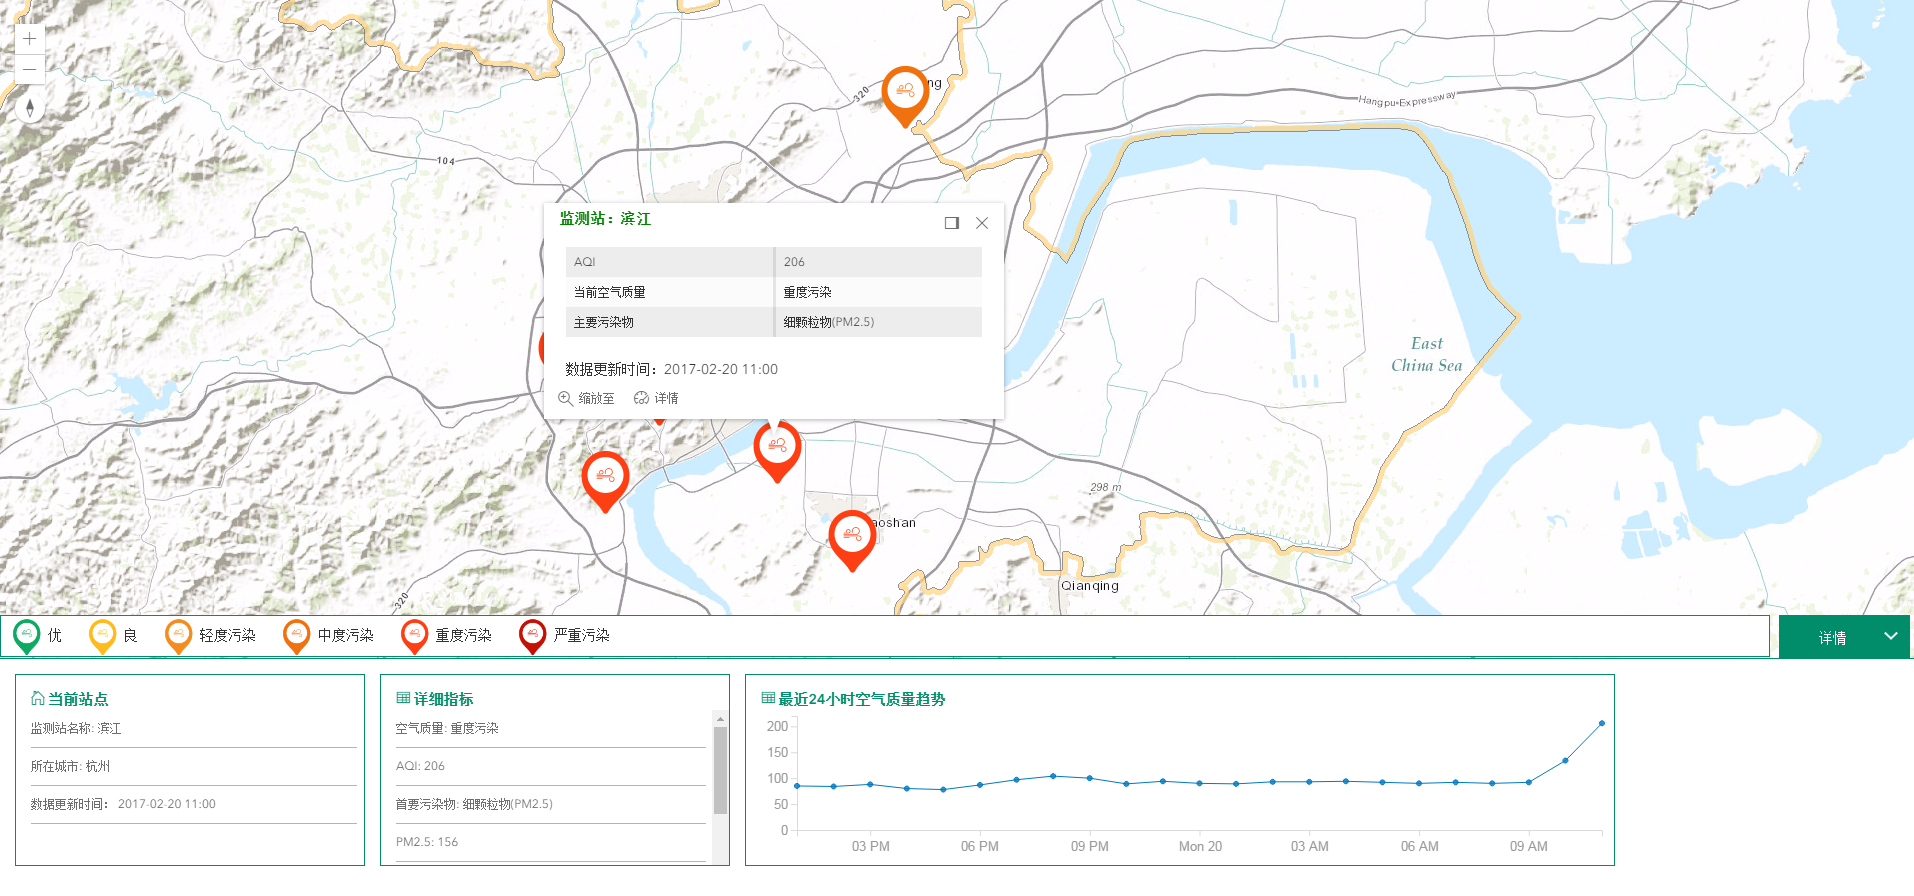 320
ng
Hangpu Expressway
104
监测站：滨江
AQI 206
当前空气质量 重度污染
主要污染物 细颗粒物(PM2.5)
数据更新时间：2017-02-20 11:00
缩放至 详情
East
China Sea
298 m
aoshan
Qianqing
320
优 良 轻度污染 中度污染 重度污染 严重污染
详情
当前站点
监测站名称: 滨江
所在城市: 杭州
数据更新时间： 2017-02-20 11:00
详细指标
空气质量: 重度污染
AQI: 206
首要污染物: 细颗粒物(PM2.5)
PM2.5: 156
最近24小时空气质量趋势
200
150
100
50
0
03 PM 06 PM 09 PM Mon 20 03 AM 06 AM 09 AM